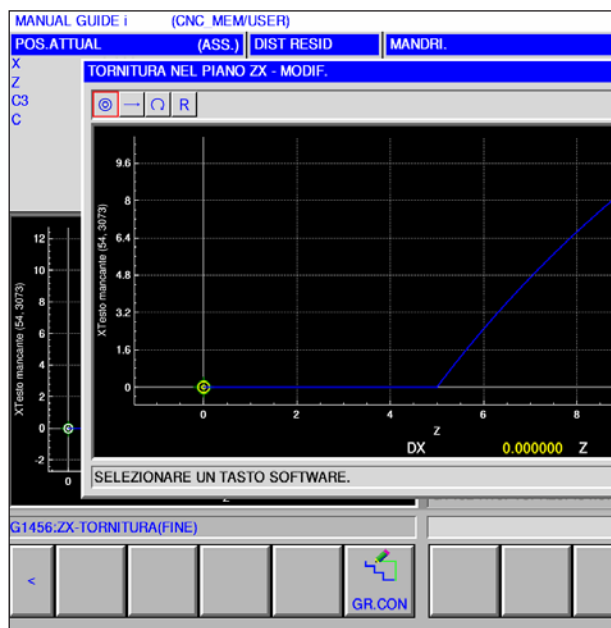 MANUAL GUIDE i (CNC_MEM/USER)
POS.ATTUAL (ASS.) DIST RESID MANDRI.
X
Z
C3
C
TORNITURA NEL PIANO ZX - MODIF.
R
9.6
8
6.4
4.8
3.2
1.6
0
XTesto mancante (54, 3073)
0 2 4 6 8
Z
DX 0.000000 Z
12
10
8
6
4
2
0
-2
XTesto mancante (54, 3073)
0
SELEZIONARE UN TASTO SOFTWARE.
G1456:ZX-TORNITURA(FINE)
<
GR.CON